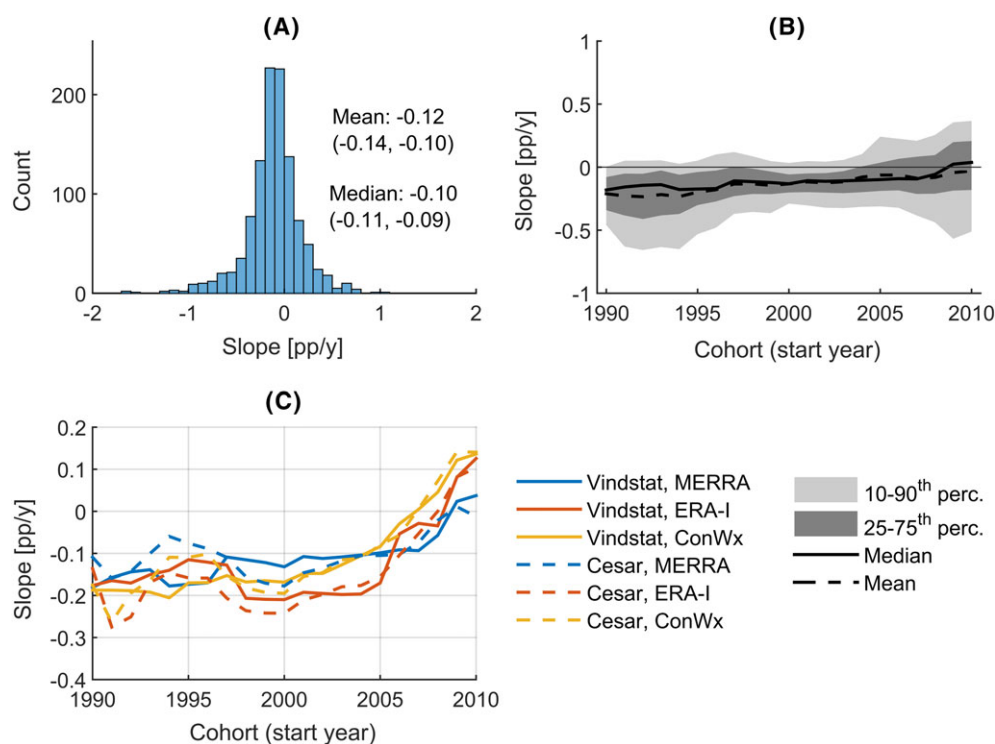 (A)
Count
200
100
0
-2
-1
0
1
2
Slope [pp/y]
Mean: -0.12
(-0.14, -0.10)
Median: -0.10
(-0.11, -0.09)
(B)
Slope [pp/y]
1
0.5
0
-0.5
-1
1990
1995
2000
2005
2010
Cohort (start year)
(C)
Slope [pp/y]
0.2
0.1
0
-0.1
-0.2
-0.3
-0.4
1990
1995
2000
2005
2010
Cohort (start year)
Vindstat, MERRA
Vindstat, ERA-I
Vindstat, ConWx
Cesar, MERRA
Cesar, ERA-I
Cesar, ConWx
10-90th perc.
25-75th perc.
Median
Mean